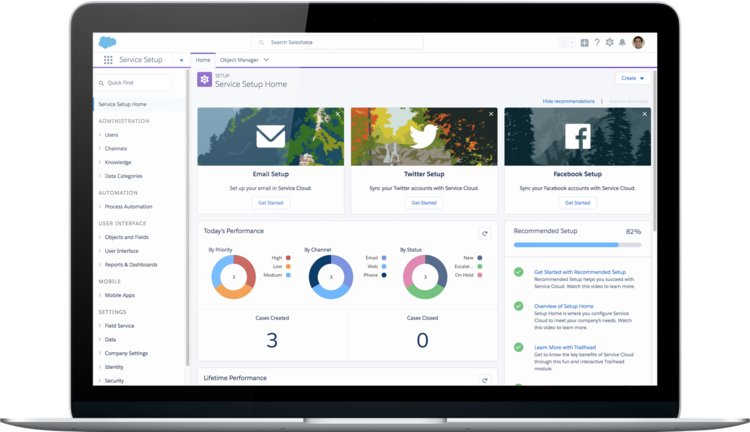 Search Salesforce
Service Setup
Home
Object Manager
Quick Find
Service Setup Home
ADMINISTRATION
Users
Channels
Knowledge
Data Categories
AUTOMATION
Process Automation
USER INTERFACE
Objects and Fields
User Interface
Reports & Dashboards
MOBILE
Mobile Apps
SETTINGS
Field Service
Data
Company Settings
Identity
Security
SETUP
Service Setup Home
Create
Hide recommendations
Email Setup
Set up your email in Service Cloud.
Get Started
Twitter Setup
Sync your Twitter accounts with Service Cloud.
Get Started
Facebook Setup
Sync your Facebook accounts with Service Cloud.
Get Started
Today's Performance
By Priority
3
High
Low
Medium
By Channel
3
Email
Web
Phone
By Status
3
New
Escalat...
On Hold
Cases Created
3
Cases Closed
0
Lifetime Performance
Recommended Setup
82%
Get Started with Recommended Setup
Recommended Setup helps you succeed with
Service Cloud. Watch this video to learn more.
Overview of Setup Home
Setup Home is where you configure Service
Cloud to meet your company's needs. Watch
this video to learn more.
Learn More with Trailhead
Get to know the key benefits of Service Cloud
through this fun and interactive Trailhead
module.